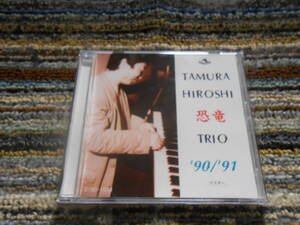 TAMURA
HIROSHI
恐竜
TRIO
'90/'91